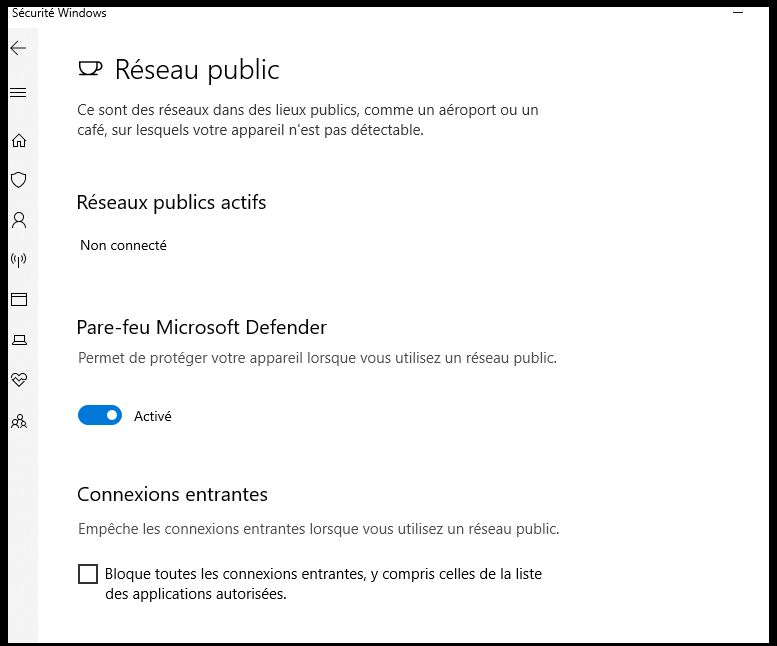 Sécurité Windows
Réseau public
Ce sont des réseaux dans des lieux publics, comme un aéroport ou un
café, sur lesquels votre appareil n'est pas détectable.
Réseaux publics actifs
Non connecté
Pare-feu Microsoft Defender
Permet de protéger votre appareil lorsque vous utilisez un réseau public.
Activé
Connexions entrantes
Empêche les connexions entrantes lorsque vous utilisez un réseau public.
Bloque toutes les connexions entrantes, y compris celles de la liste
des applications autorisées.